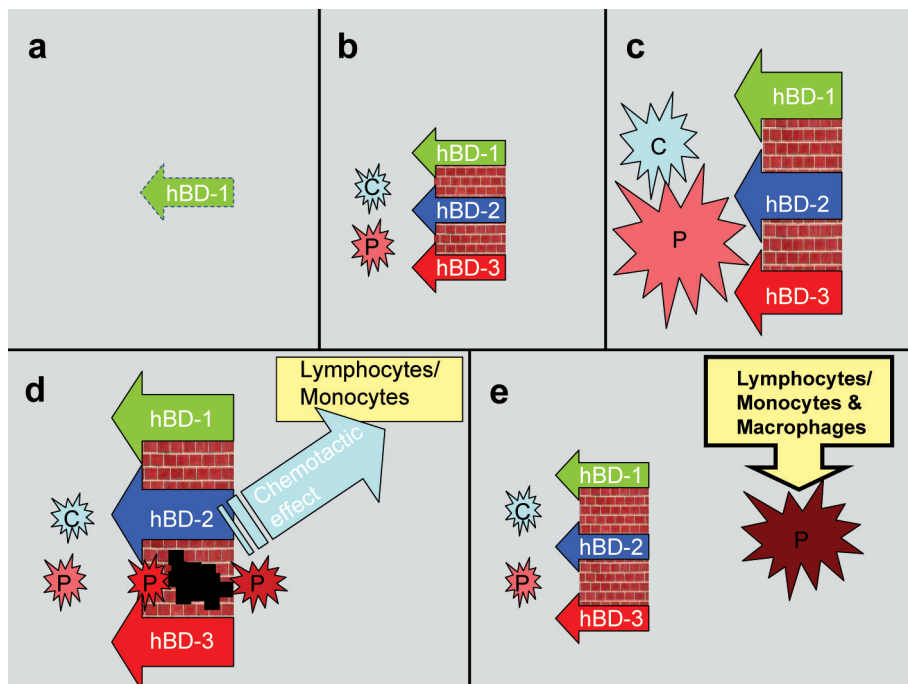 a
hBD-1
b
hBD-1
C
hBD-2
P
hBD-3
c
hBD-1
C
hBD-2
P
hBD-3
d
Lymphocytes/
Monocytes
hBD-1
Chemotactic
effect
C
hBD-2
P
P
P
hBD-3
e
Lymphocytes/
Monocytes &
Macrophages
hBD-1
C
hBD-2
P
P
hBD-3